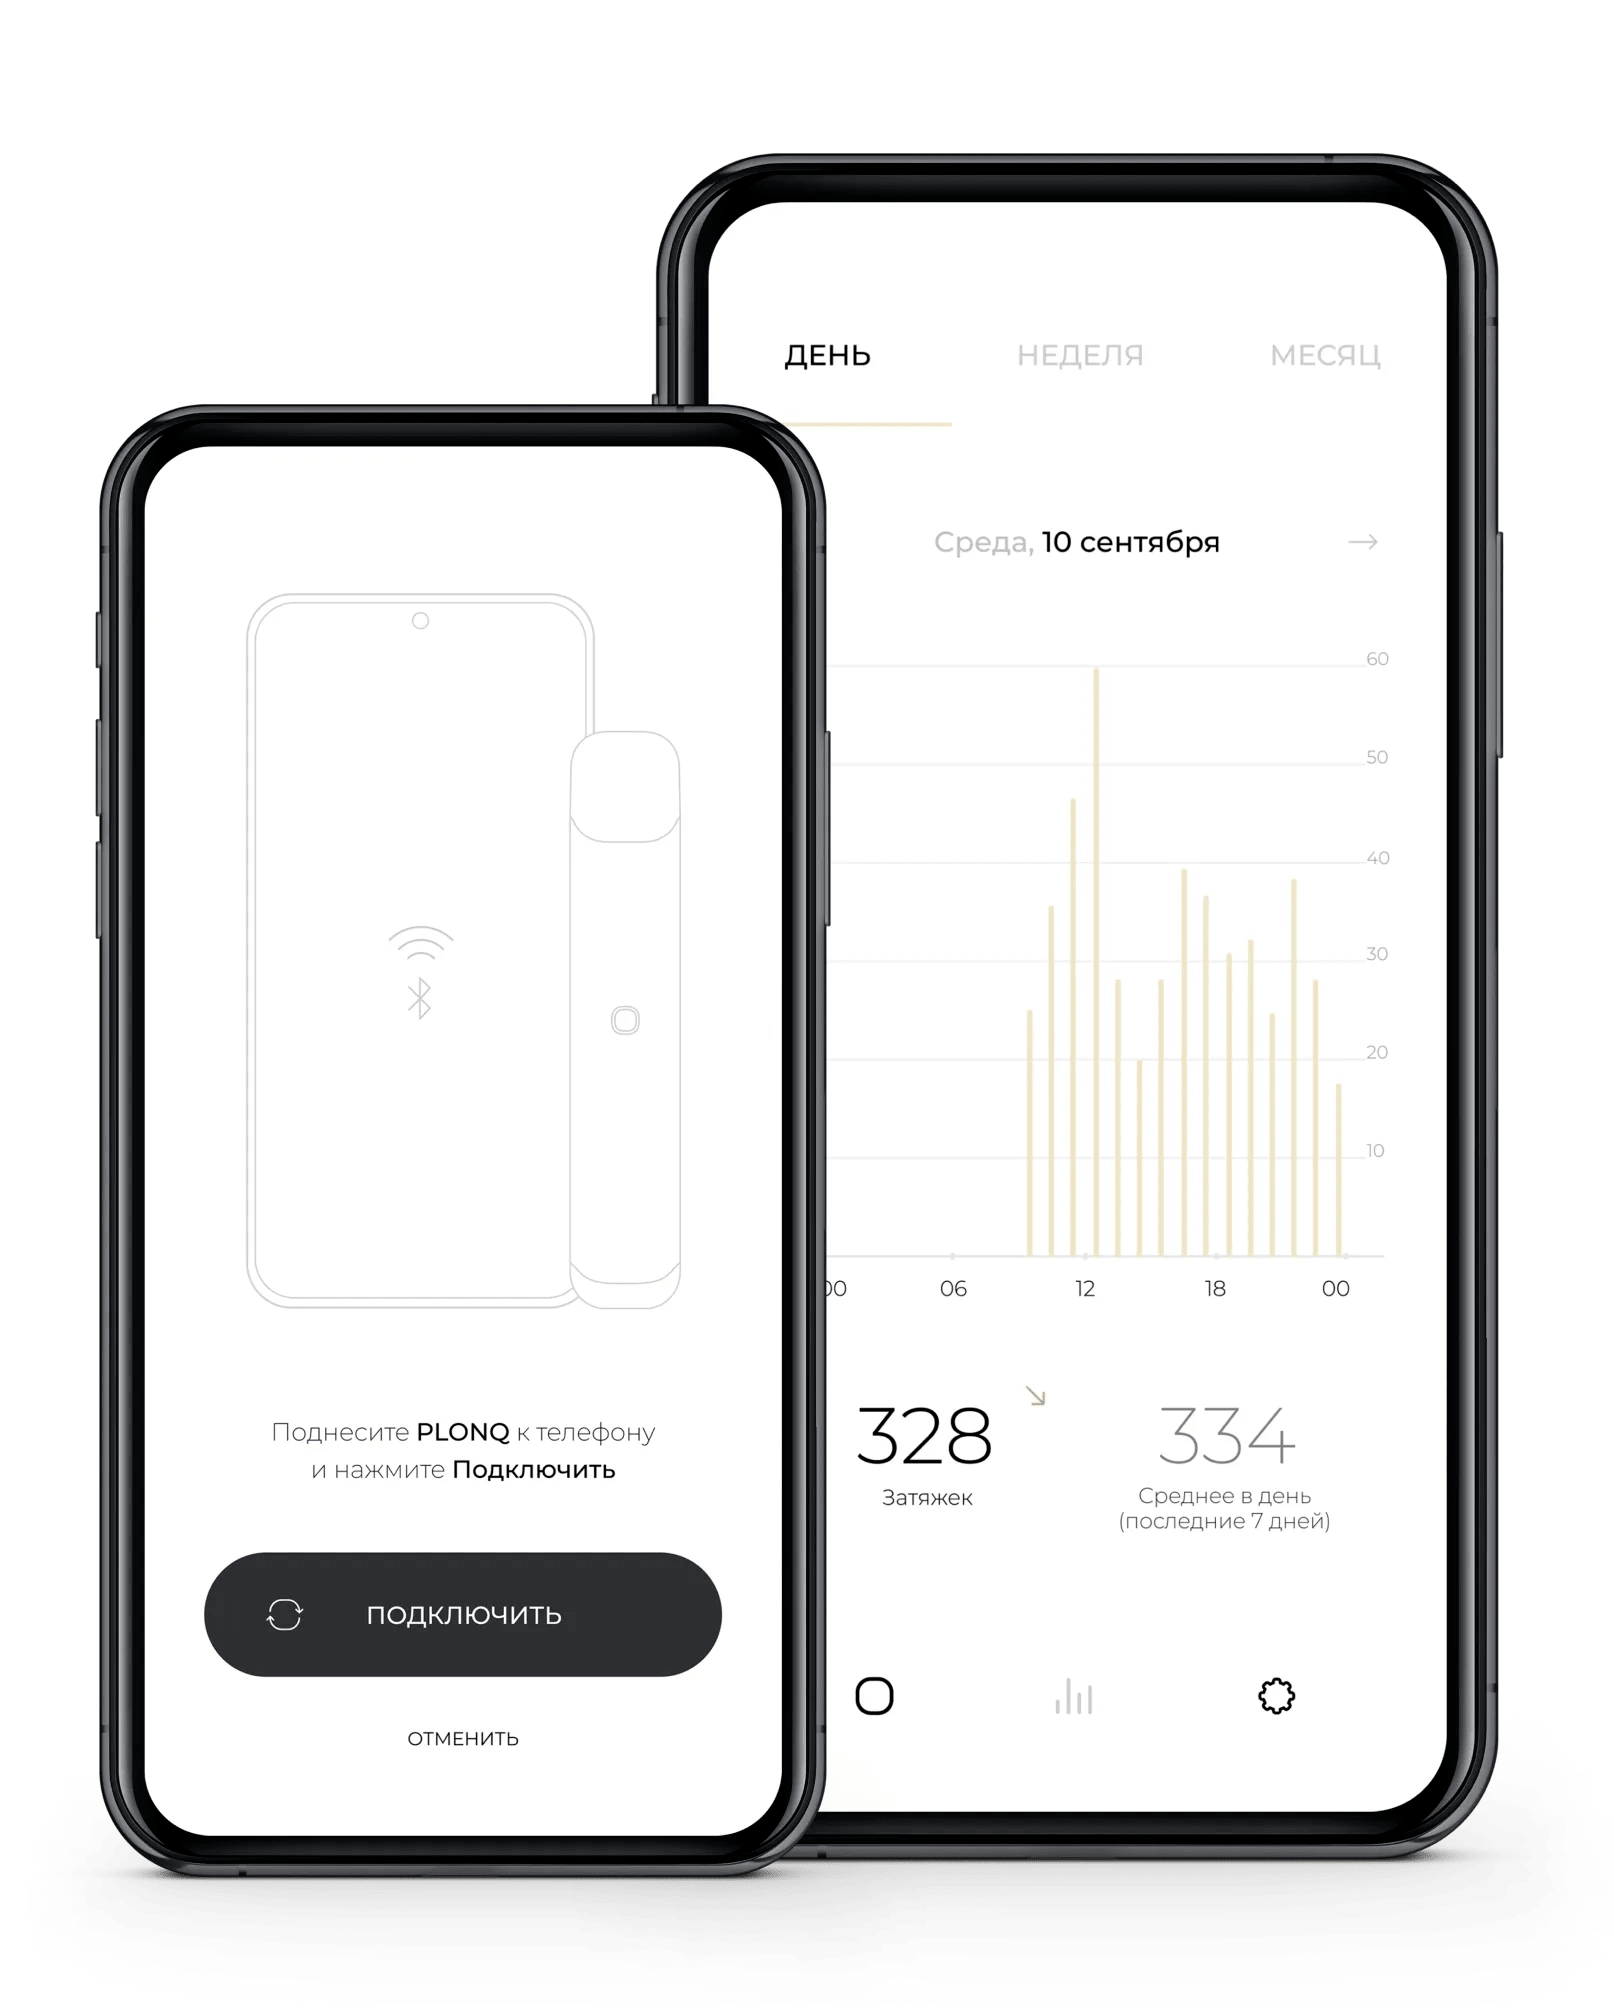 ДЕНЬ НЕДЕЛЯ МЕСЯЦ
Среда, 10 сентября
60
50
40
30
20
10
00 06 12 18 00
328 334
Затяжек Среднее в день
(последние 7 дней)
Поднесите PLONQ к телефону
и нажмите Подключить
ПОДКЛЮЧИТЬ
ОТМЕНИТЬ